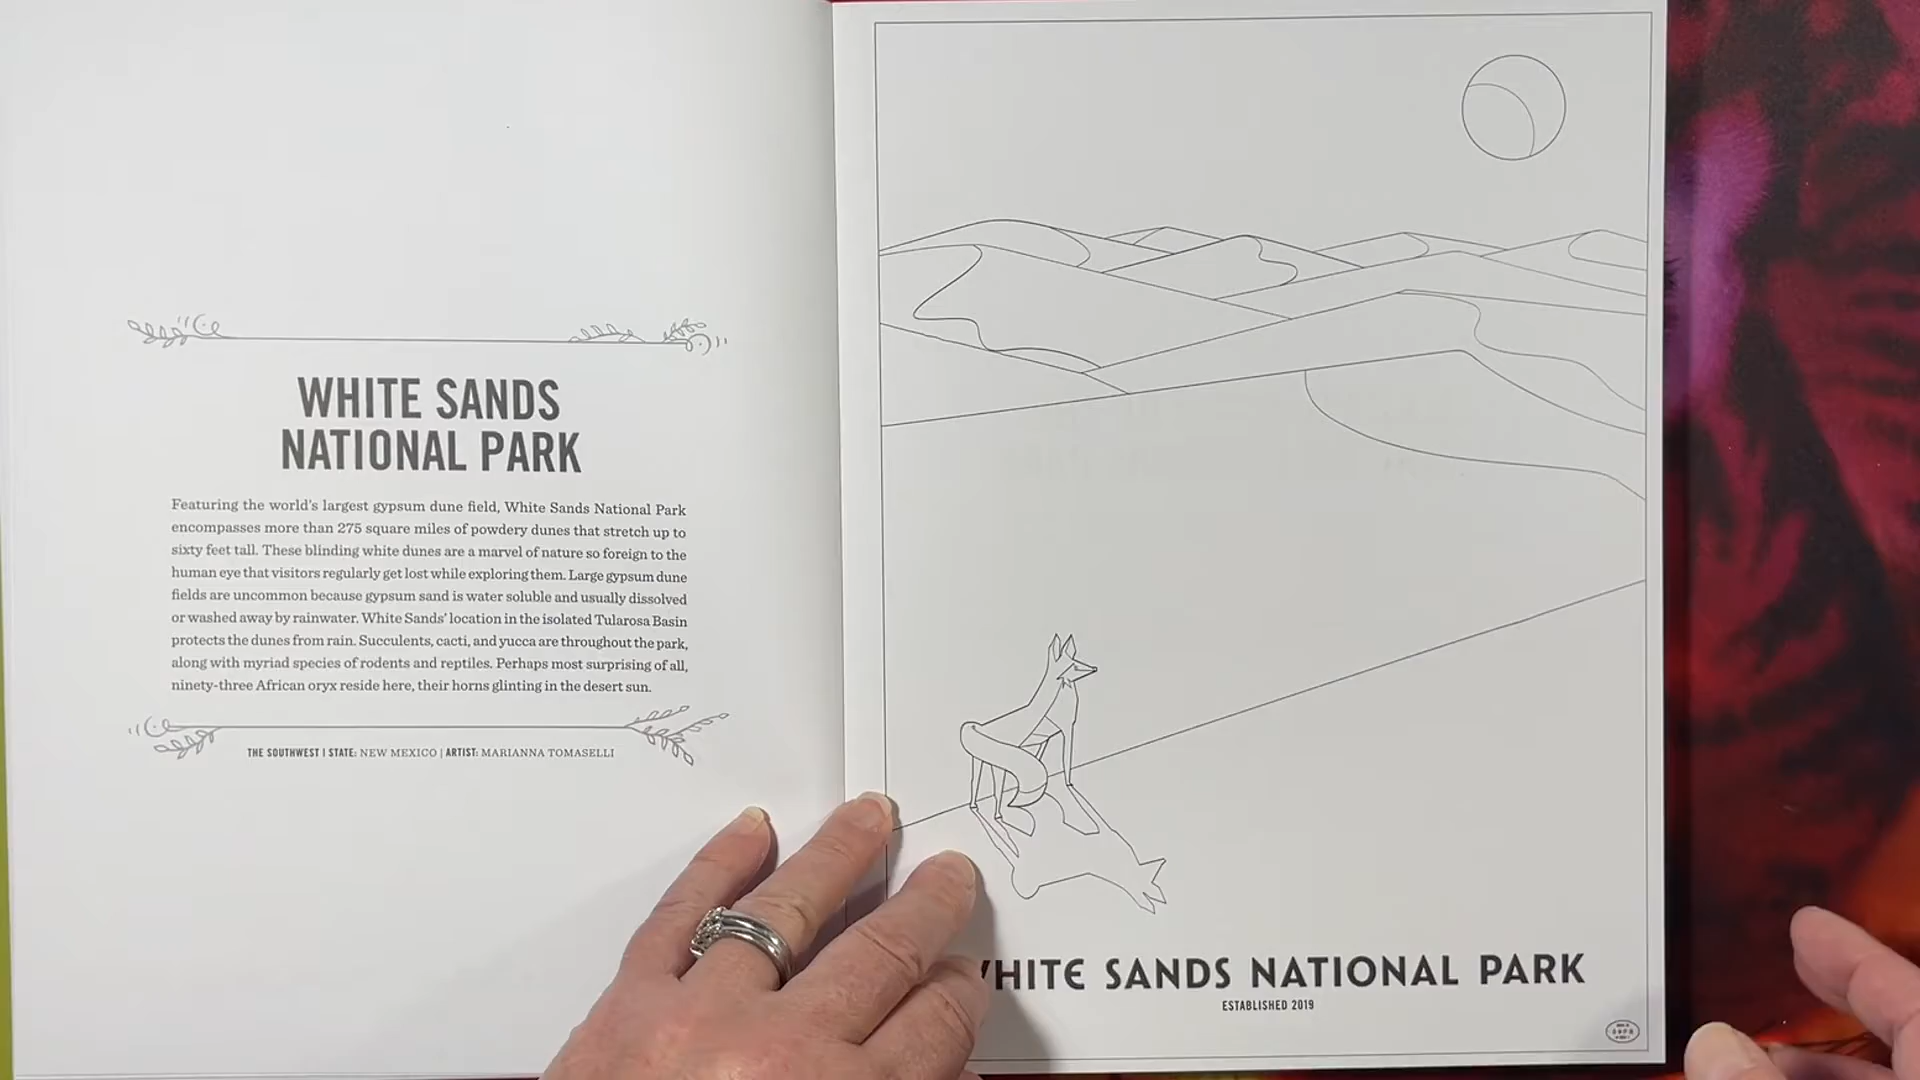 WHITE SANDS
NATIONAL PARK
Featuring the world's largest gypsum dune field, White Sands National Park
encompasses more than 275 square miles of powdery dunes that stretch up to
sixty feet tall. These blinding white dunes are a marvel of nature so foreign to the
human eye that visitors regularly get lost while exploring them. Large gypsum dune
fields are uncommon because gypsum sand is water soluble and usually dissolved
or washed away by rainwater. White Sands' location in the isolated Tularosa Basin
protects the dunes from rain. Succulents, cacti, and yucca are throughout the park,
along with myriad species of rodents and reptiles. Perhaps most surprising of all,
ninety-three African oryx reside here, their horns glinting in the desert sun.
THE SOUTHWEST | STATE: NEW MEXICO | ARTIST: MARIANNA TOMASELLI
WHITE SANDS NATIONAL PARK
ESTABLISHED 2019